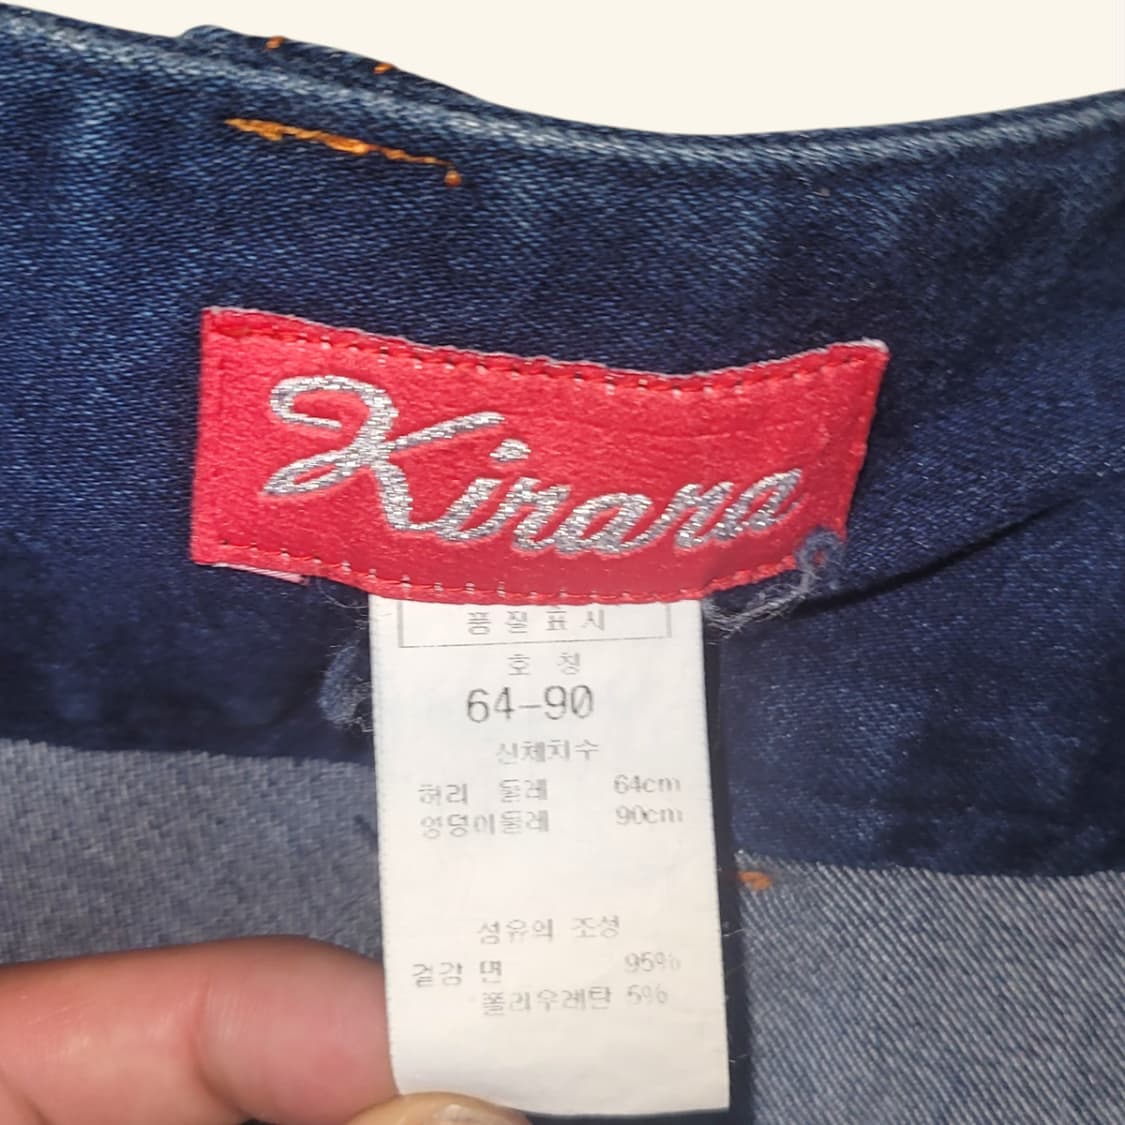 Kirara
품질표시
호 칭
64-90
신체치수
허리 둘레 64cm
엉덩이둘레 90cm
섬유의 조성
겉감 면 95%
폴리우레탄 5%